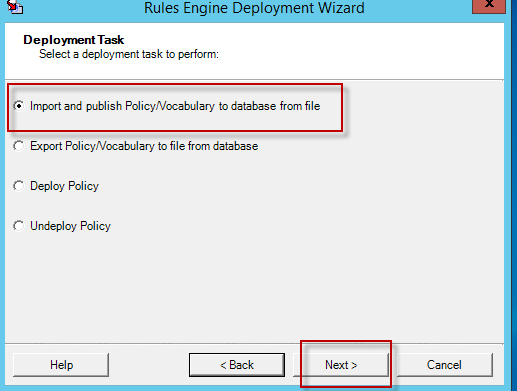 Rules Engine Deployment Wizard
x
Deployment Task
Select a deployment task to perform:
Import and publish Policy/Vocabulary to database from file
Export Policy/Vocabulary to file from database
Deploy Policy
Undeploy Policy
Help
< Back
Next >
Cancel